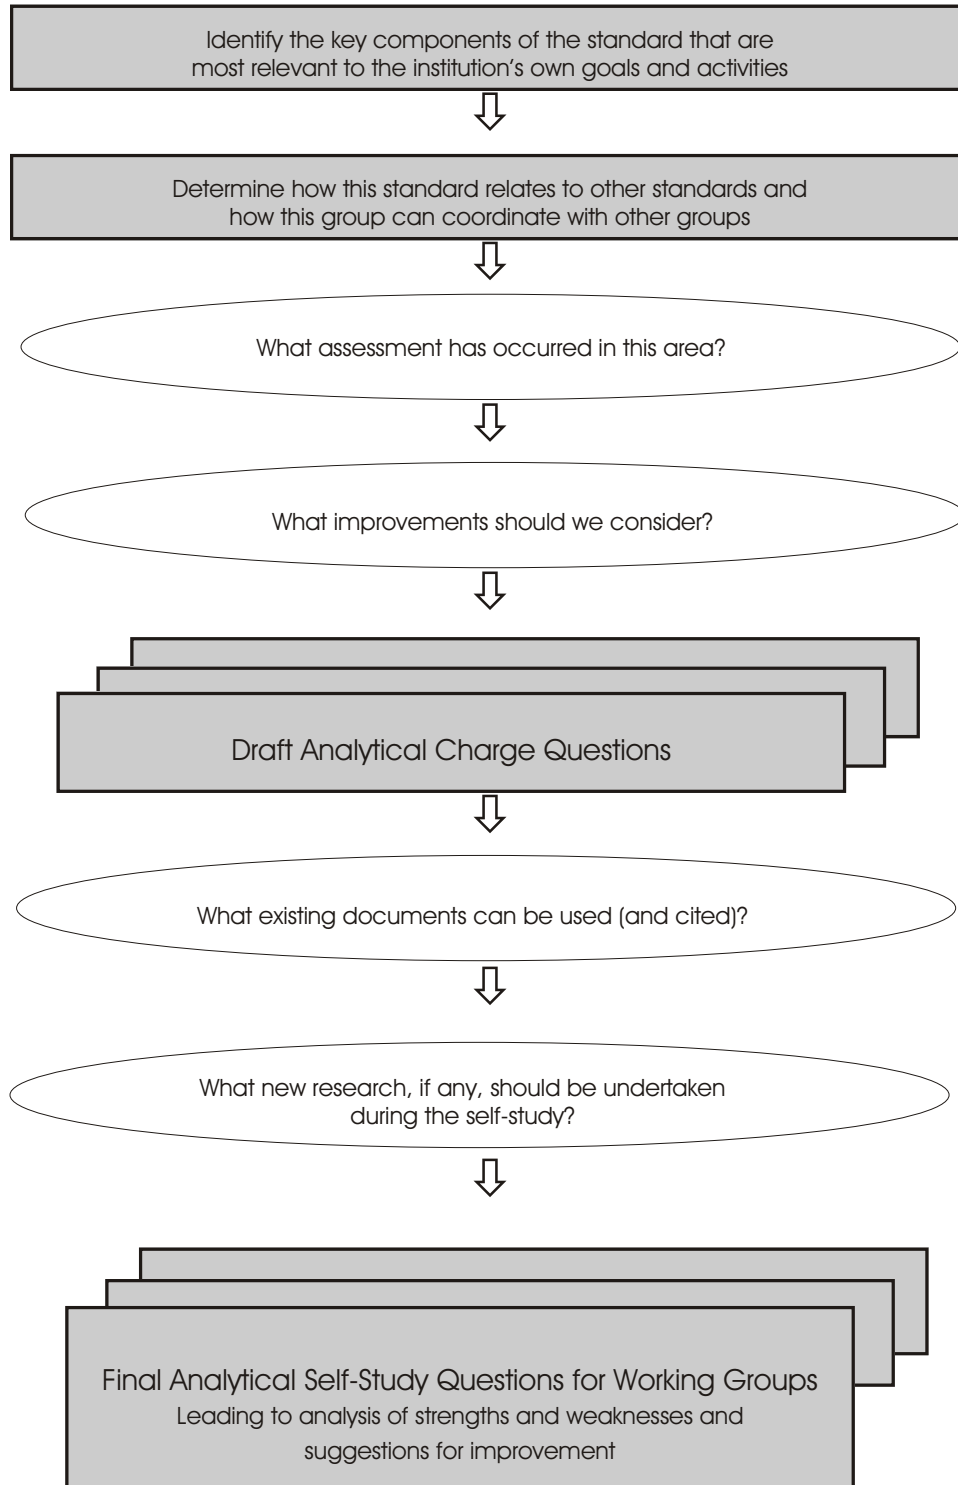 Identify the key components of the standard that are
most relevant to the institution’s own goals and activities
Determine how this standard relates to other standards and
how this group can coordinate with other groups
What assessment has occurred in this area?
What improvements should we consider?
Draft Analytical Charge Questions
What existing documents can be used (and cited)?
What new research, if any, should be undertaken
during the self-study?
Final Analytical Self-Study Questions for Working Groups
Leading to analysis of strengths and weaknesses and
suggestions for improvement